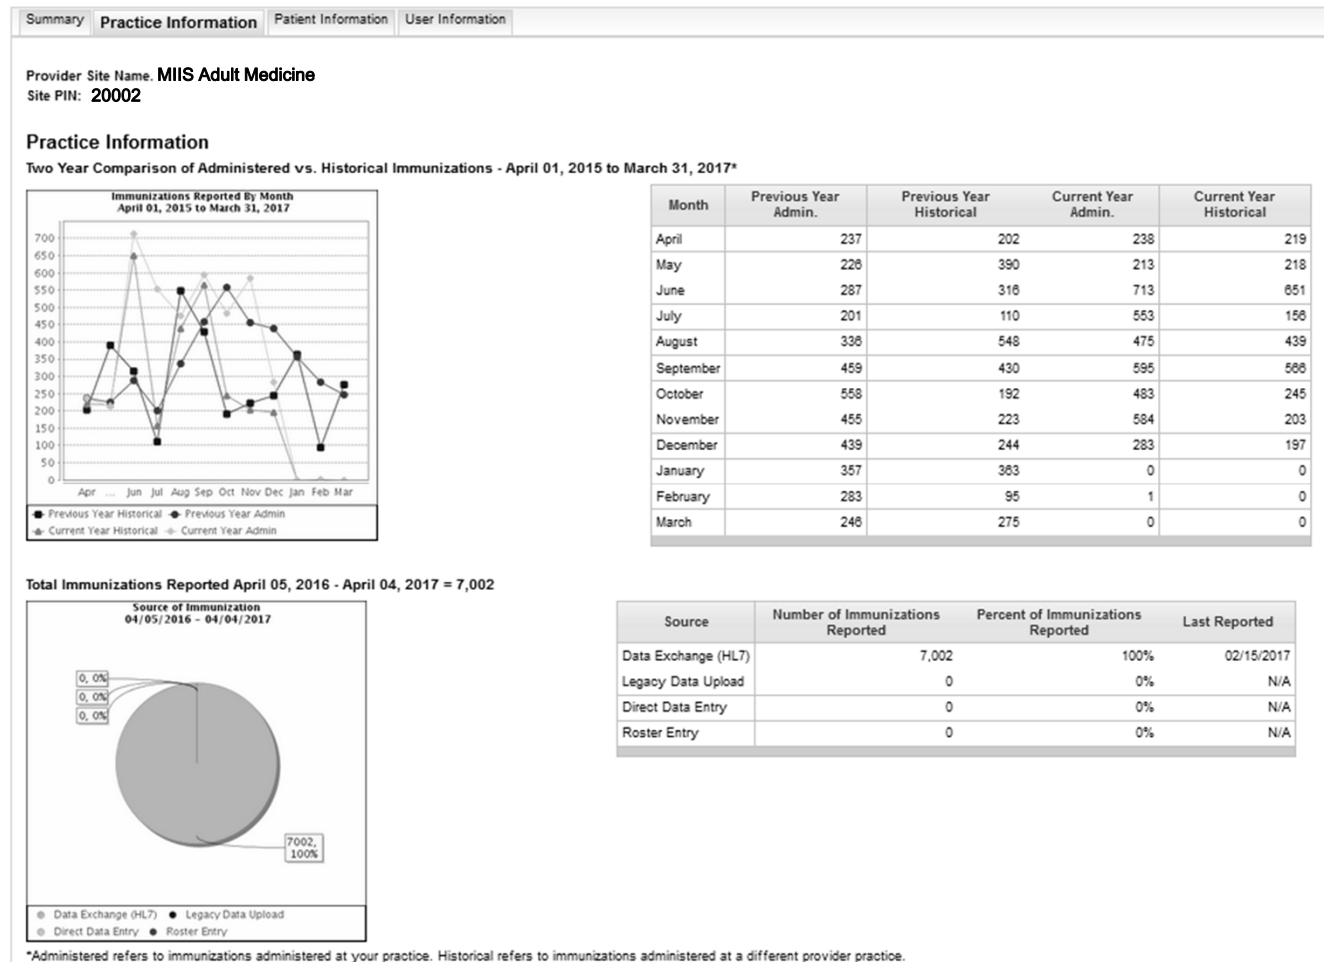 Summary Practice Information Patient Information User Information
Provider Site Name. MIIS Adult Medicine
Site PIN: 20002
Practice Information
Two Year Comparison of Administered vs. Historical Immunizations - April 01, 2015 to March 31, 2017*
Immunizations Reported By Month
April 01, 2015 to March 31, 2017
700
650
600
550
500
450
400
350
300
250
200
150
100
50
0
Apr ... Jun Jul Aug Sep Oct Nov Dec Jan Feb Mar
Previous Year Historical Previous Year Admin
Current Year Historical Current Year Admin
Month Previous Year Admin. Previous Year Historical Current Year Admin. Current Year Historical
April 237 202 238 219
May 226 390 213 218
June 287 316 713 651
July 201 110 553 156
August 336 548 475 439
September 459 430 595 566
October 558 192 483 245
November 455 223 584 203
December 439 244 283 197
January 357 363 0 0
February 283 95 1 0
March 246 275 0 0
Total Immunizations Reported April 05, 2016 - April 04, 2017 = 7,002
Source of Immunization
04/05/2016 - 04/04/2017
0, 0%
0, 0%
0, 0%
7002,
100%
Data Exchange (HL7) Legacy Data Upload
Direct Data Entry Roster Entry
Source Number of Immunizations Reported Percent of Immunizations Reported Last Reported
Data Exchange (HL7) 7,002 100% 02/15/2017
Legacy Data Upload 0 0% N/A
Direct Data Entry 0 0% N/A
Roster Entry 0 0% N/A
*Administered refers to immunizations administered at your practice. Historical refers to immunizations administered at a different provider practice.